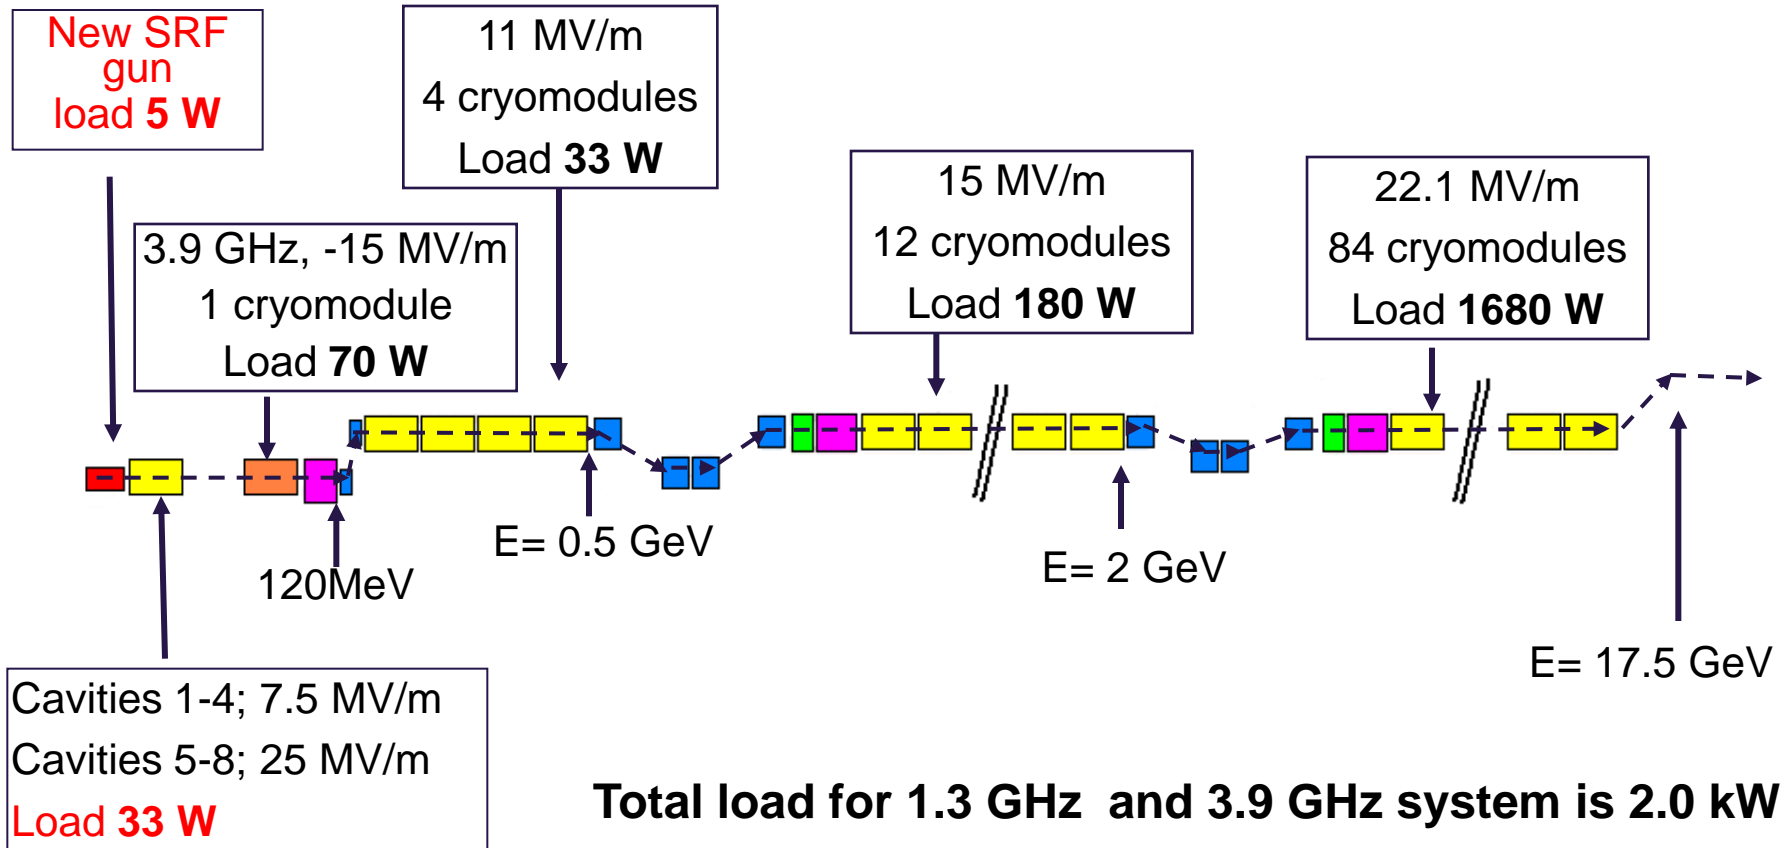 New SRF
gun
load 5 W
11 MV/m
4 cryomodules
Load 33 W
3.9 GHz, -15 MV/m
1 cryomodule
Load 70 W
15 MV/m
12 cryomodules
Load 180 W
22.1 MV/m
84 cryomodules
Load 1680 W
120MeV
E= 0.5 GeV
E= 2 GeV
E= 17.5 GeV
Cavities 1-4; 7.5 MV/m
Cavities 5-8; 25 MV/m
Load 33 W
Total load for 1.3 GHz and 3.9 GHz system is 2.0 kW